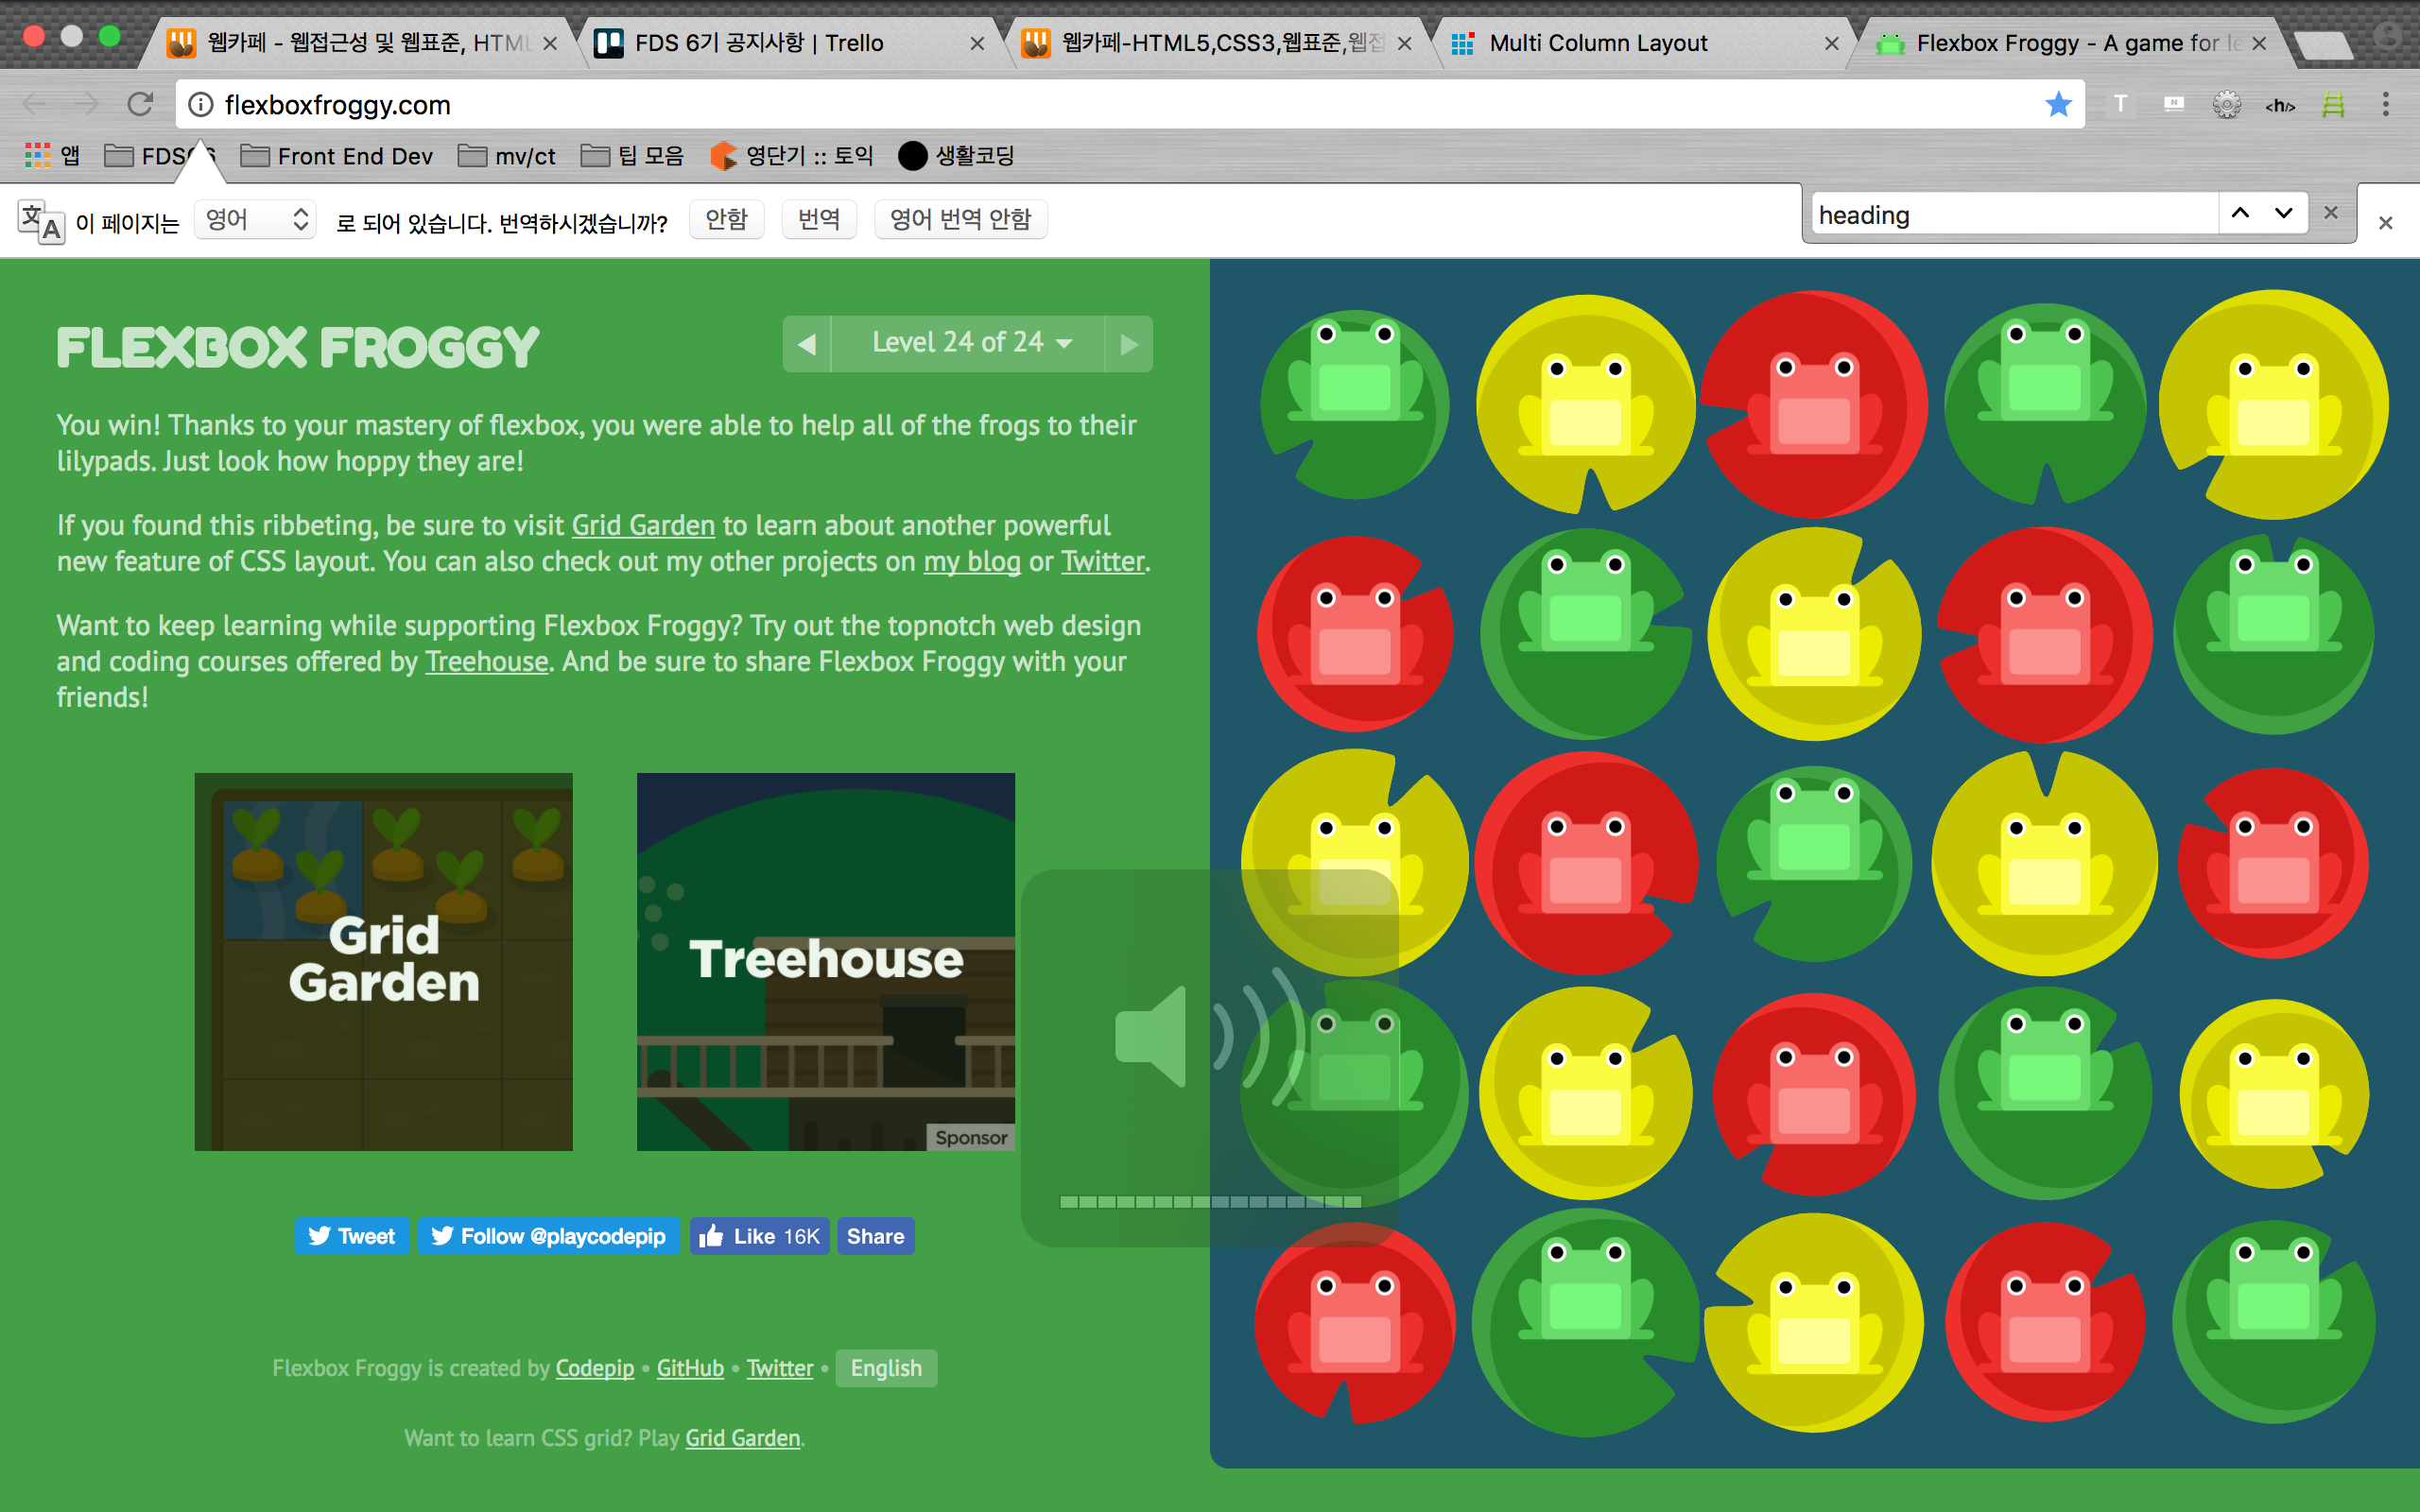 웹카페 - 웹접근성 및 웹표준, HTML
FDS 6기 공지사항 | Trello
웹카페-HTML5,CSS3,웹표준,웹접
Multi Column Layout
Flexbox Froggy - A game for le
flexboxfroggy.com
T
N
<h/>
앱
FDS06
Front End Dev
mv/ct
팁 모음
영단기 :: 토익
생활코딩
文A 이 페이지는 영어 로 되어 있습니다. 번역하시겠습니까? 안함 번역 영어 번역 안함
heading
FLEXBOX FROGGY
Level 24 of 24
You win! Thanks to your mastery of flexbox, you were able to help all of the frogs to their
lilypads. Just look how hoppy they are!
If you found this ribbeting, be sure to visit Grid Garden to learn about another powerful
new feature of CSS layout. You can also check out my other projects on my blog or Twitter.
Want to keep learning while supporting Flexbox Froggy? Try out the topnotch web design
and coding courses offered by Treehouse. And be sure to share Flexbox Froggy with your
friends!
Grid
Garden
Treehouse
Sponsor
Tweet
Follow @playcodepip
Like 16K
Share
Flexbox Froggy is created by Codepip • GitHub • Twitter • English
Want to learn CSS grid? Play Grid Garden.